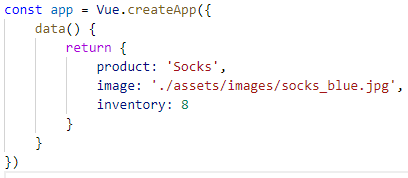 const app = Vue.createApp({
    data() {
        return {
            product: 'Socks',
            image: './assets/images/socks_blue.jpg',
            inventory: 8
        }
    }
})